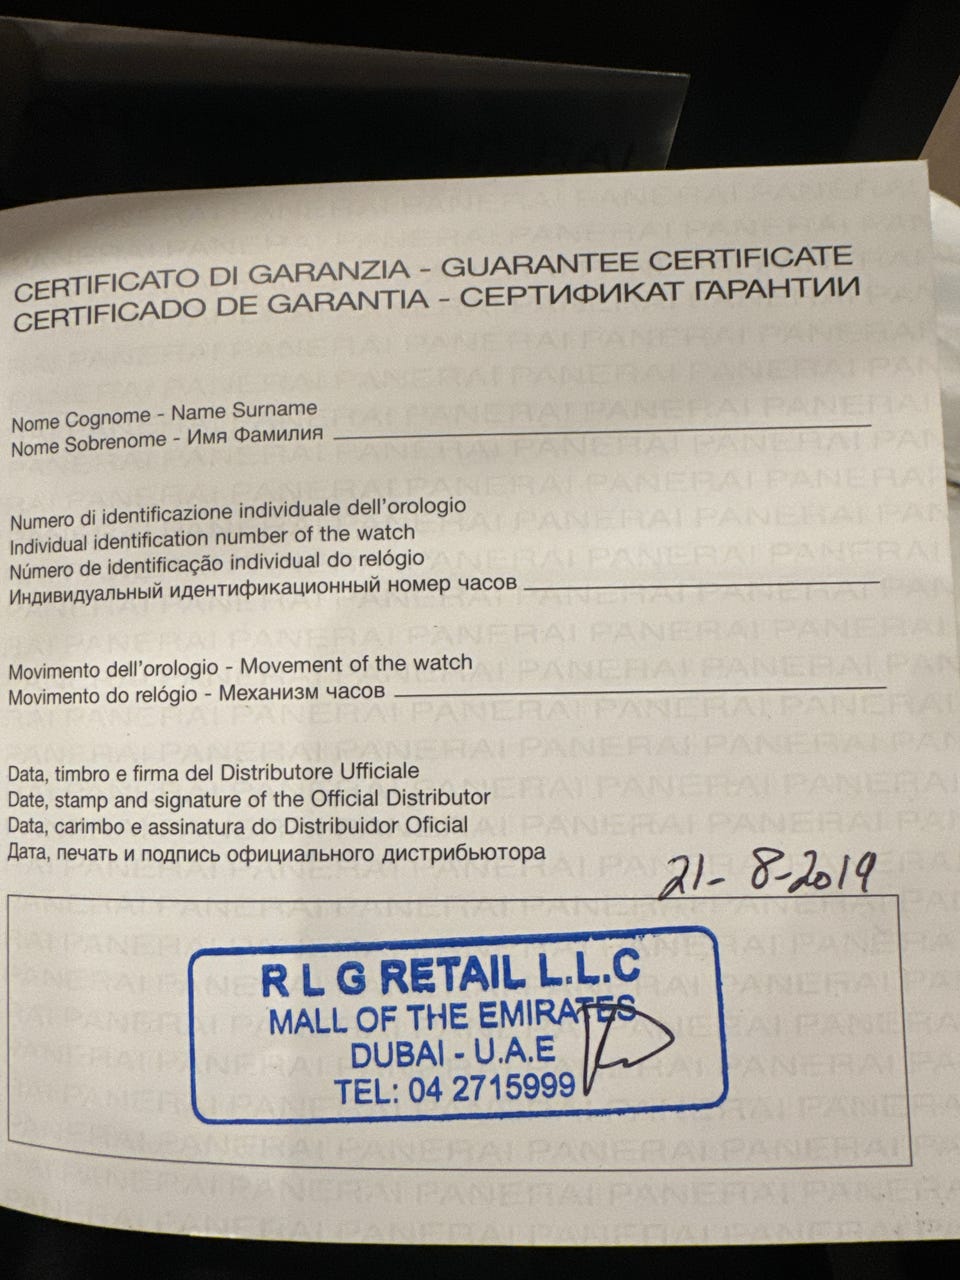 CERTIFICATO DI GARANZIA - GUARANTEE CERTIFICATE
CERTIFICADO DE GARANTIA - СЕРТИФИКАТ ГАРАНТИИ
Nome Cognome - Name Surname
Nome Sobrenome - Имя Фамилия
Numero di identificazione individuale dell'orologio
Individual identification number of the watch
Número de identificação individual do relógio
Индивидуальный идентификационный номер часов
Movimento dell'orologio - Movement of the watch
Movimento do relógio - Механизм часов
Data, timbro e firma del Distributore Ufficiale
Date, stamp and signature of the Official Distributor
Data, carimbo e assinatura do Distribuidor Oficial
Дата, печать и подпись официального дистрибьютора
21-8-2019
R L G RETAIL L.L.C
MALL OF THE EMIRATES
DUBAI - U.A.E
TEL: 04 2715999